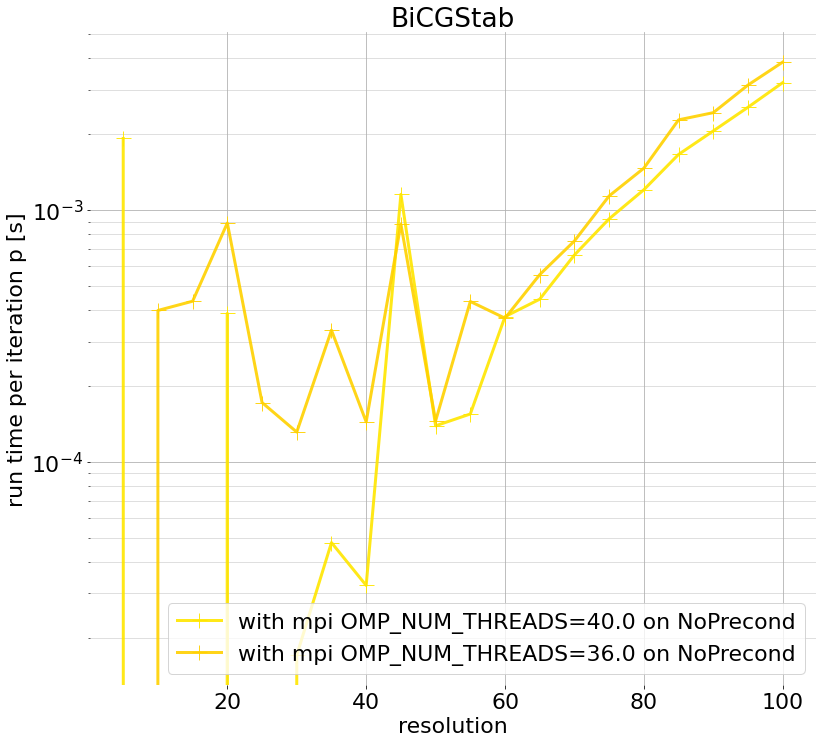 BiCGStab
run time per iteration p [s]
10⁻³
10⁻⁴
with mpi OMP_NUM_THREADS=40.0 on NoPrecond
with mpi OMP_NUM_THREADS=36.0 on NoPrecond
20 40 60 80 100
resolution